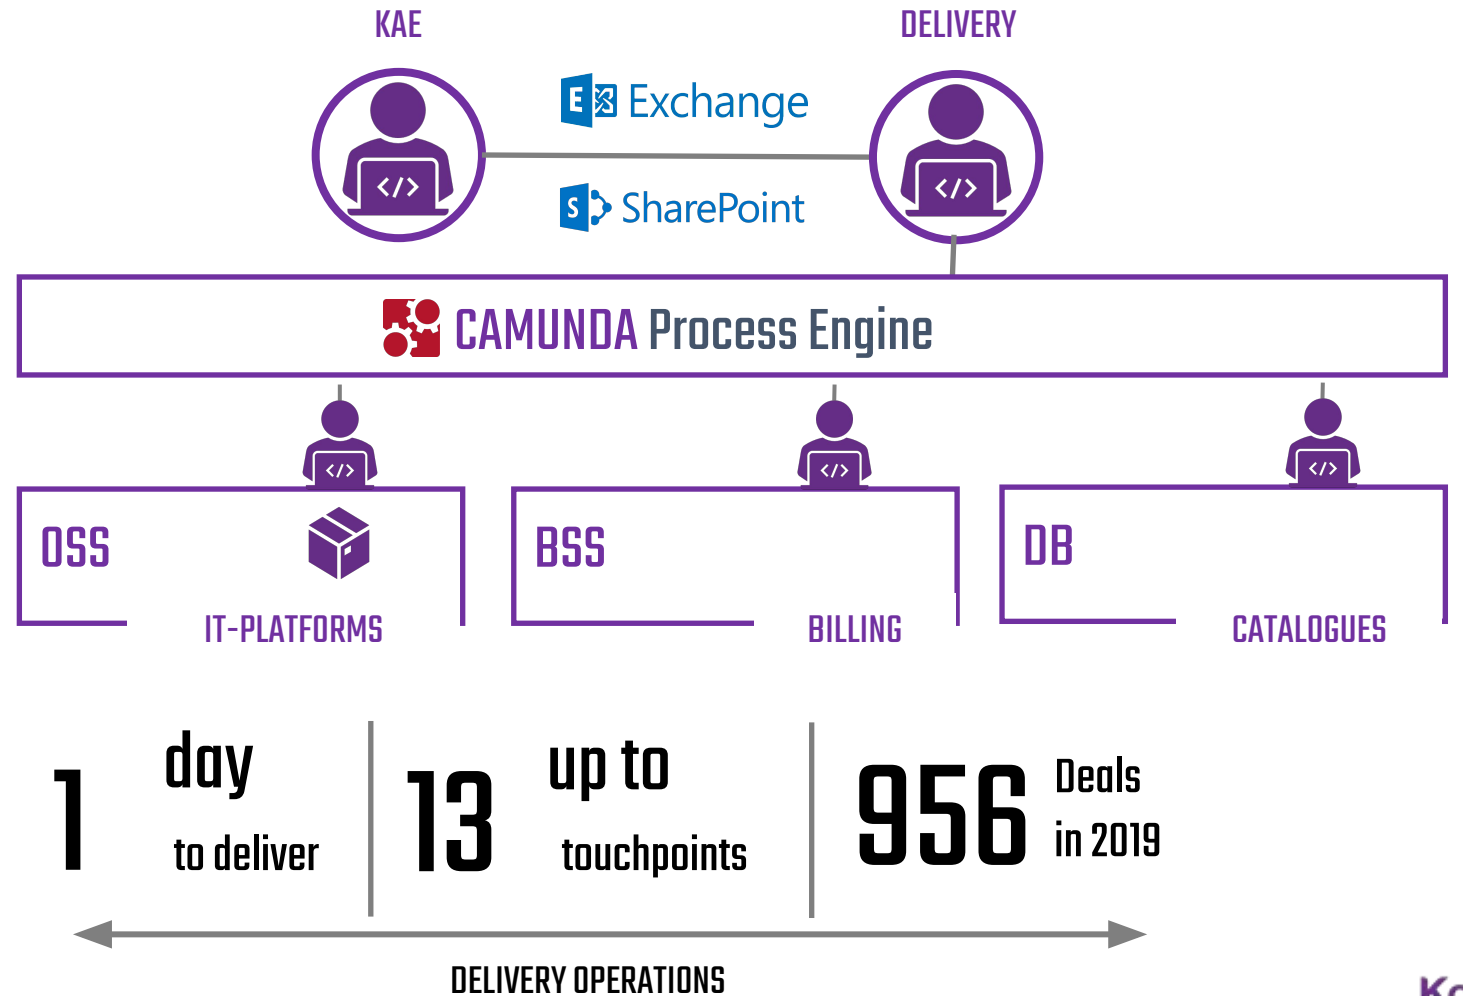 KAE
DELIVERY
E Exchange
</>
</>
S SharePoint
CAMUNDA Process Engine
</>
</>
</>
OSS
BSS
DB
IT-PLATFORMS
BILLING
CATALOGUES
1 day
to deliver
13 up to
touchpoints
956 Deals
in 2019
DELIVERY OPERATIONS